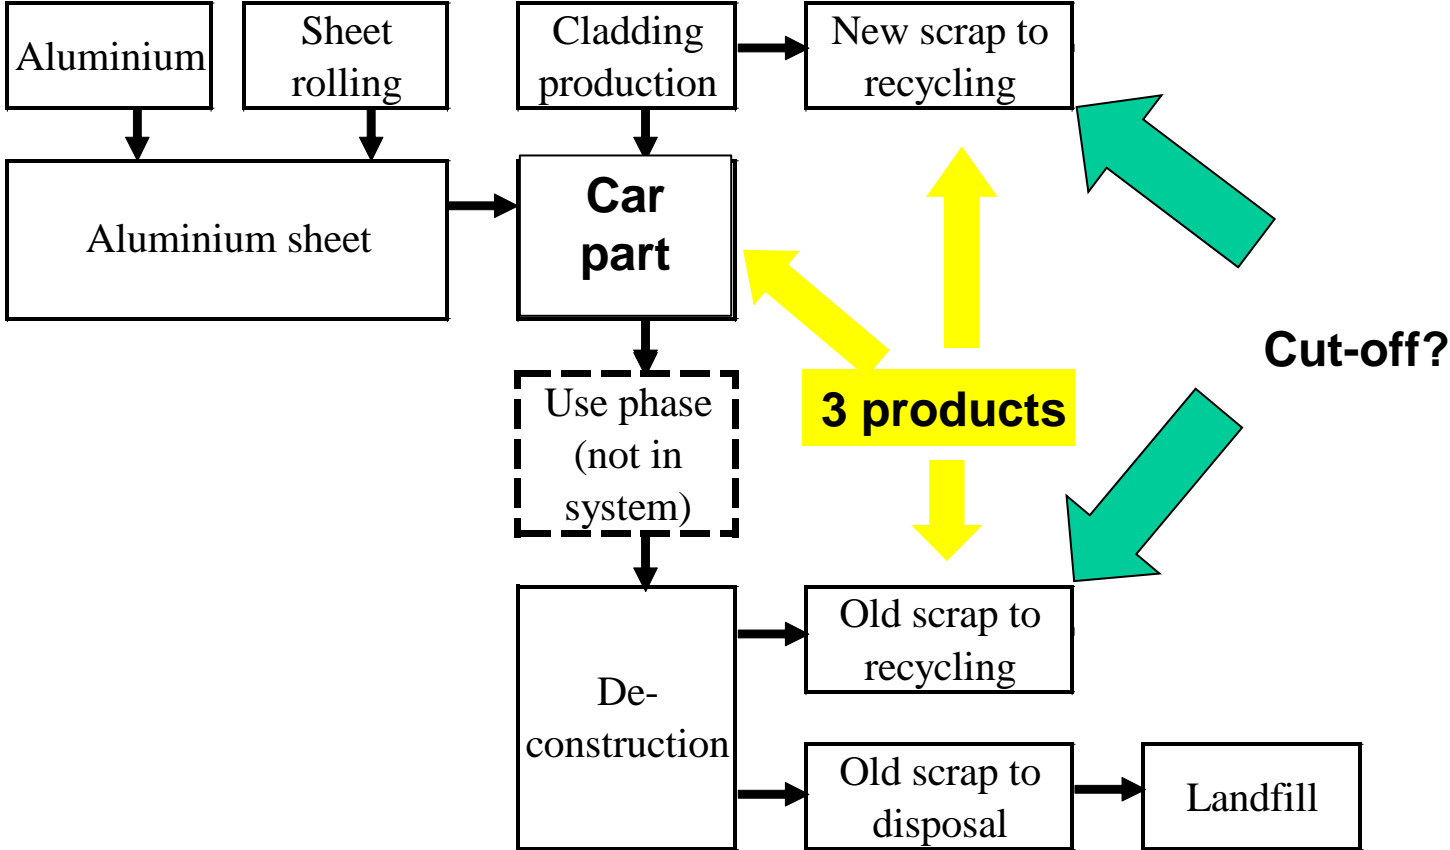 Aluminium
Sheet
rolling
Cladding
production
New scrap to
recycling
Aluminium sheet
Car
part
Cut-off?
Use phase
(not in
system)
3 products
De-
construction
Old scrap to
recycling
Old scrap to
disposal
Landfill